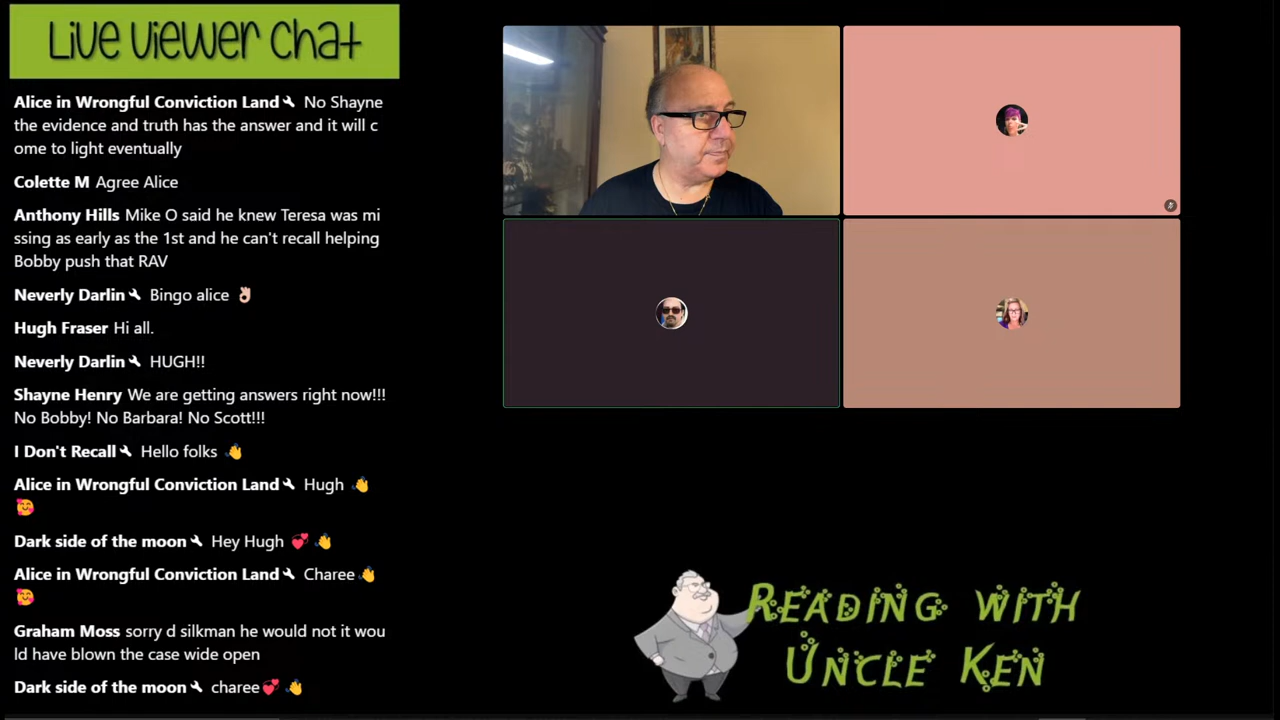 Live viewer chat
Alice in Wrongful Conviction Land No Shayne
the evidence and truth has the answer and it will c
ome to light eventually
Colette M Agree Alice
Anthony Hills Mike O said he knew Teresa was mi
ssing as early as the 1st and he can't recall helping
Bobby push that RAV
Neverly Darlin Bingo alice 👌🏻
Hugh Fraser Hi all.
Neverly Darlin HUGH!!
Shayne Henry We are getting answers right now!!!
No Bobby! No Barbara! No Scott!!!
I Don't Recall Hello folks 👋
Alice in Wrongful Conviction Land Hugh 👋
🥰
Dark side of the moon Hey Hugh 💞 👋
Alice in Wrongful Conviction Land Charee 👋
🥰
Graham Moss sorry d silkman he would not it wou
ld have blown the case wide open
Dark side of the moon charee 💞 👋
Reading with
Uncle Ken